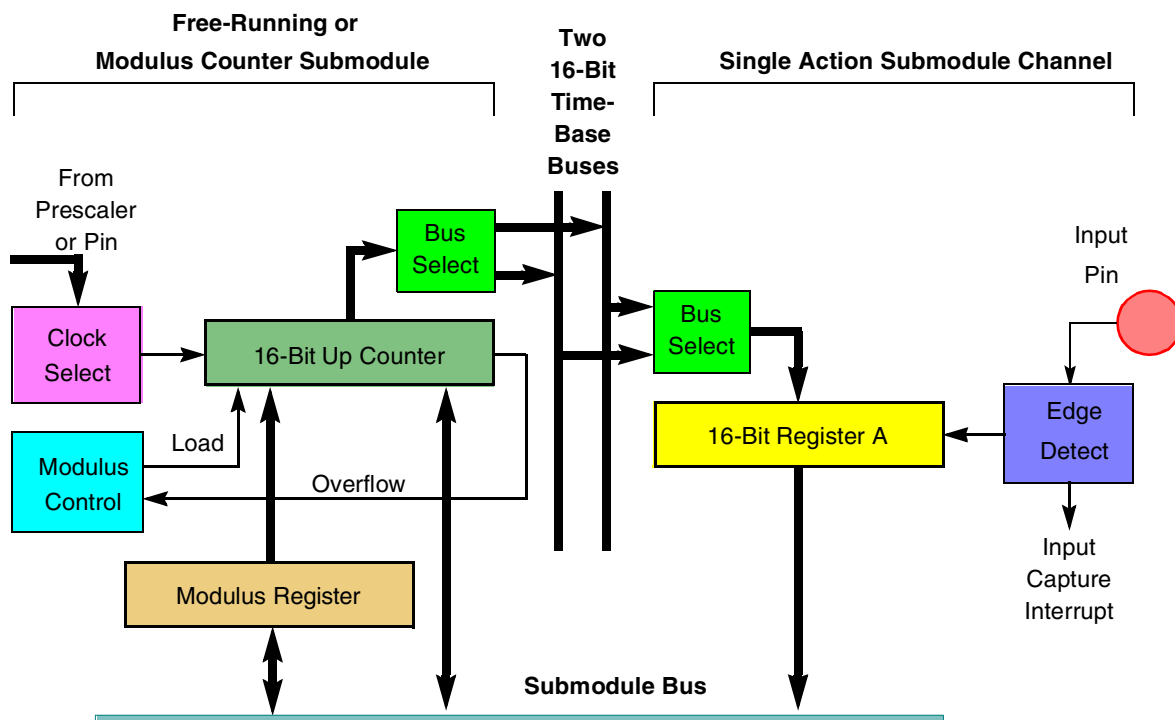 Free-Running or
Modulus Counter Submodule
Two
16-Bit
Time-
Base
Buses
Single Action Submodule Channel
From
Prescaler
or Pin
Bus
Select
Input
Pin
Bus
Select
Clock
Select
16-Bit Up Counter
16-Bit Register A
Edge
Detect
Load
Modulus
Control
Overflow
Input
Capture
Interrupt
Modulus Register
Submodule Bus